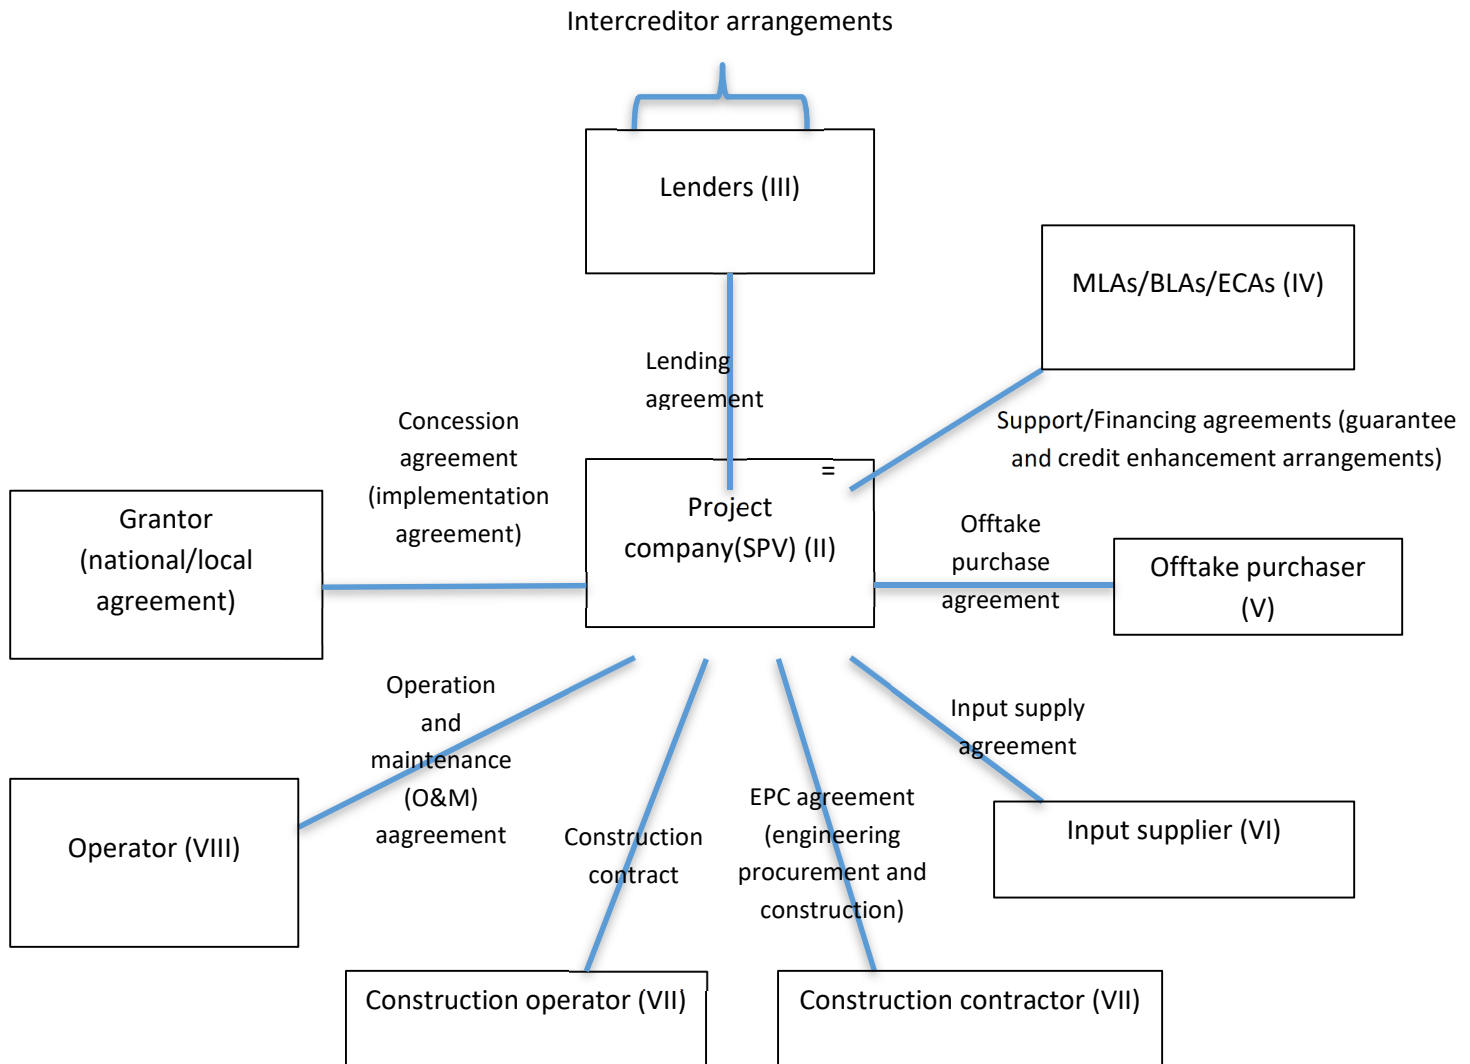 Intercreditor arrangements
Lenders (III)
MLAs/BLAs/ECAs (IV)
Lending
agreement
Support/Financing agreements (guarantee
and credit enhancement arrangements)
Concession
agreement
(implementation
agreement)
Grantor
(national/local
agreement)
=
Project
company(SPV) (II)
Offtake
purchase
agreement
Offtake purchaser
(V)
Operation
and
maintenance
(O&M)
aagreement
Input supply
agreement
Operator (VIII)
Construction
contract
EPC agreement
(engineering
procurement and
construction)
Input supplier (VI)
Construction operator (VII)
Construction contractor (VII)